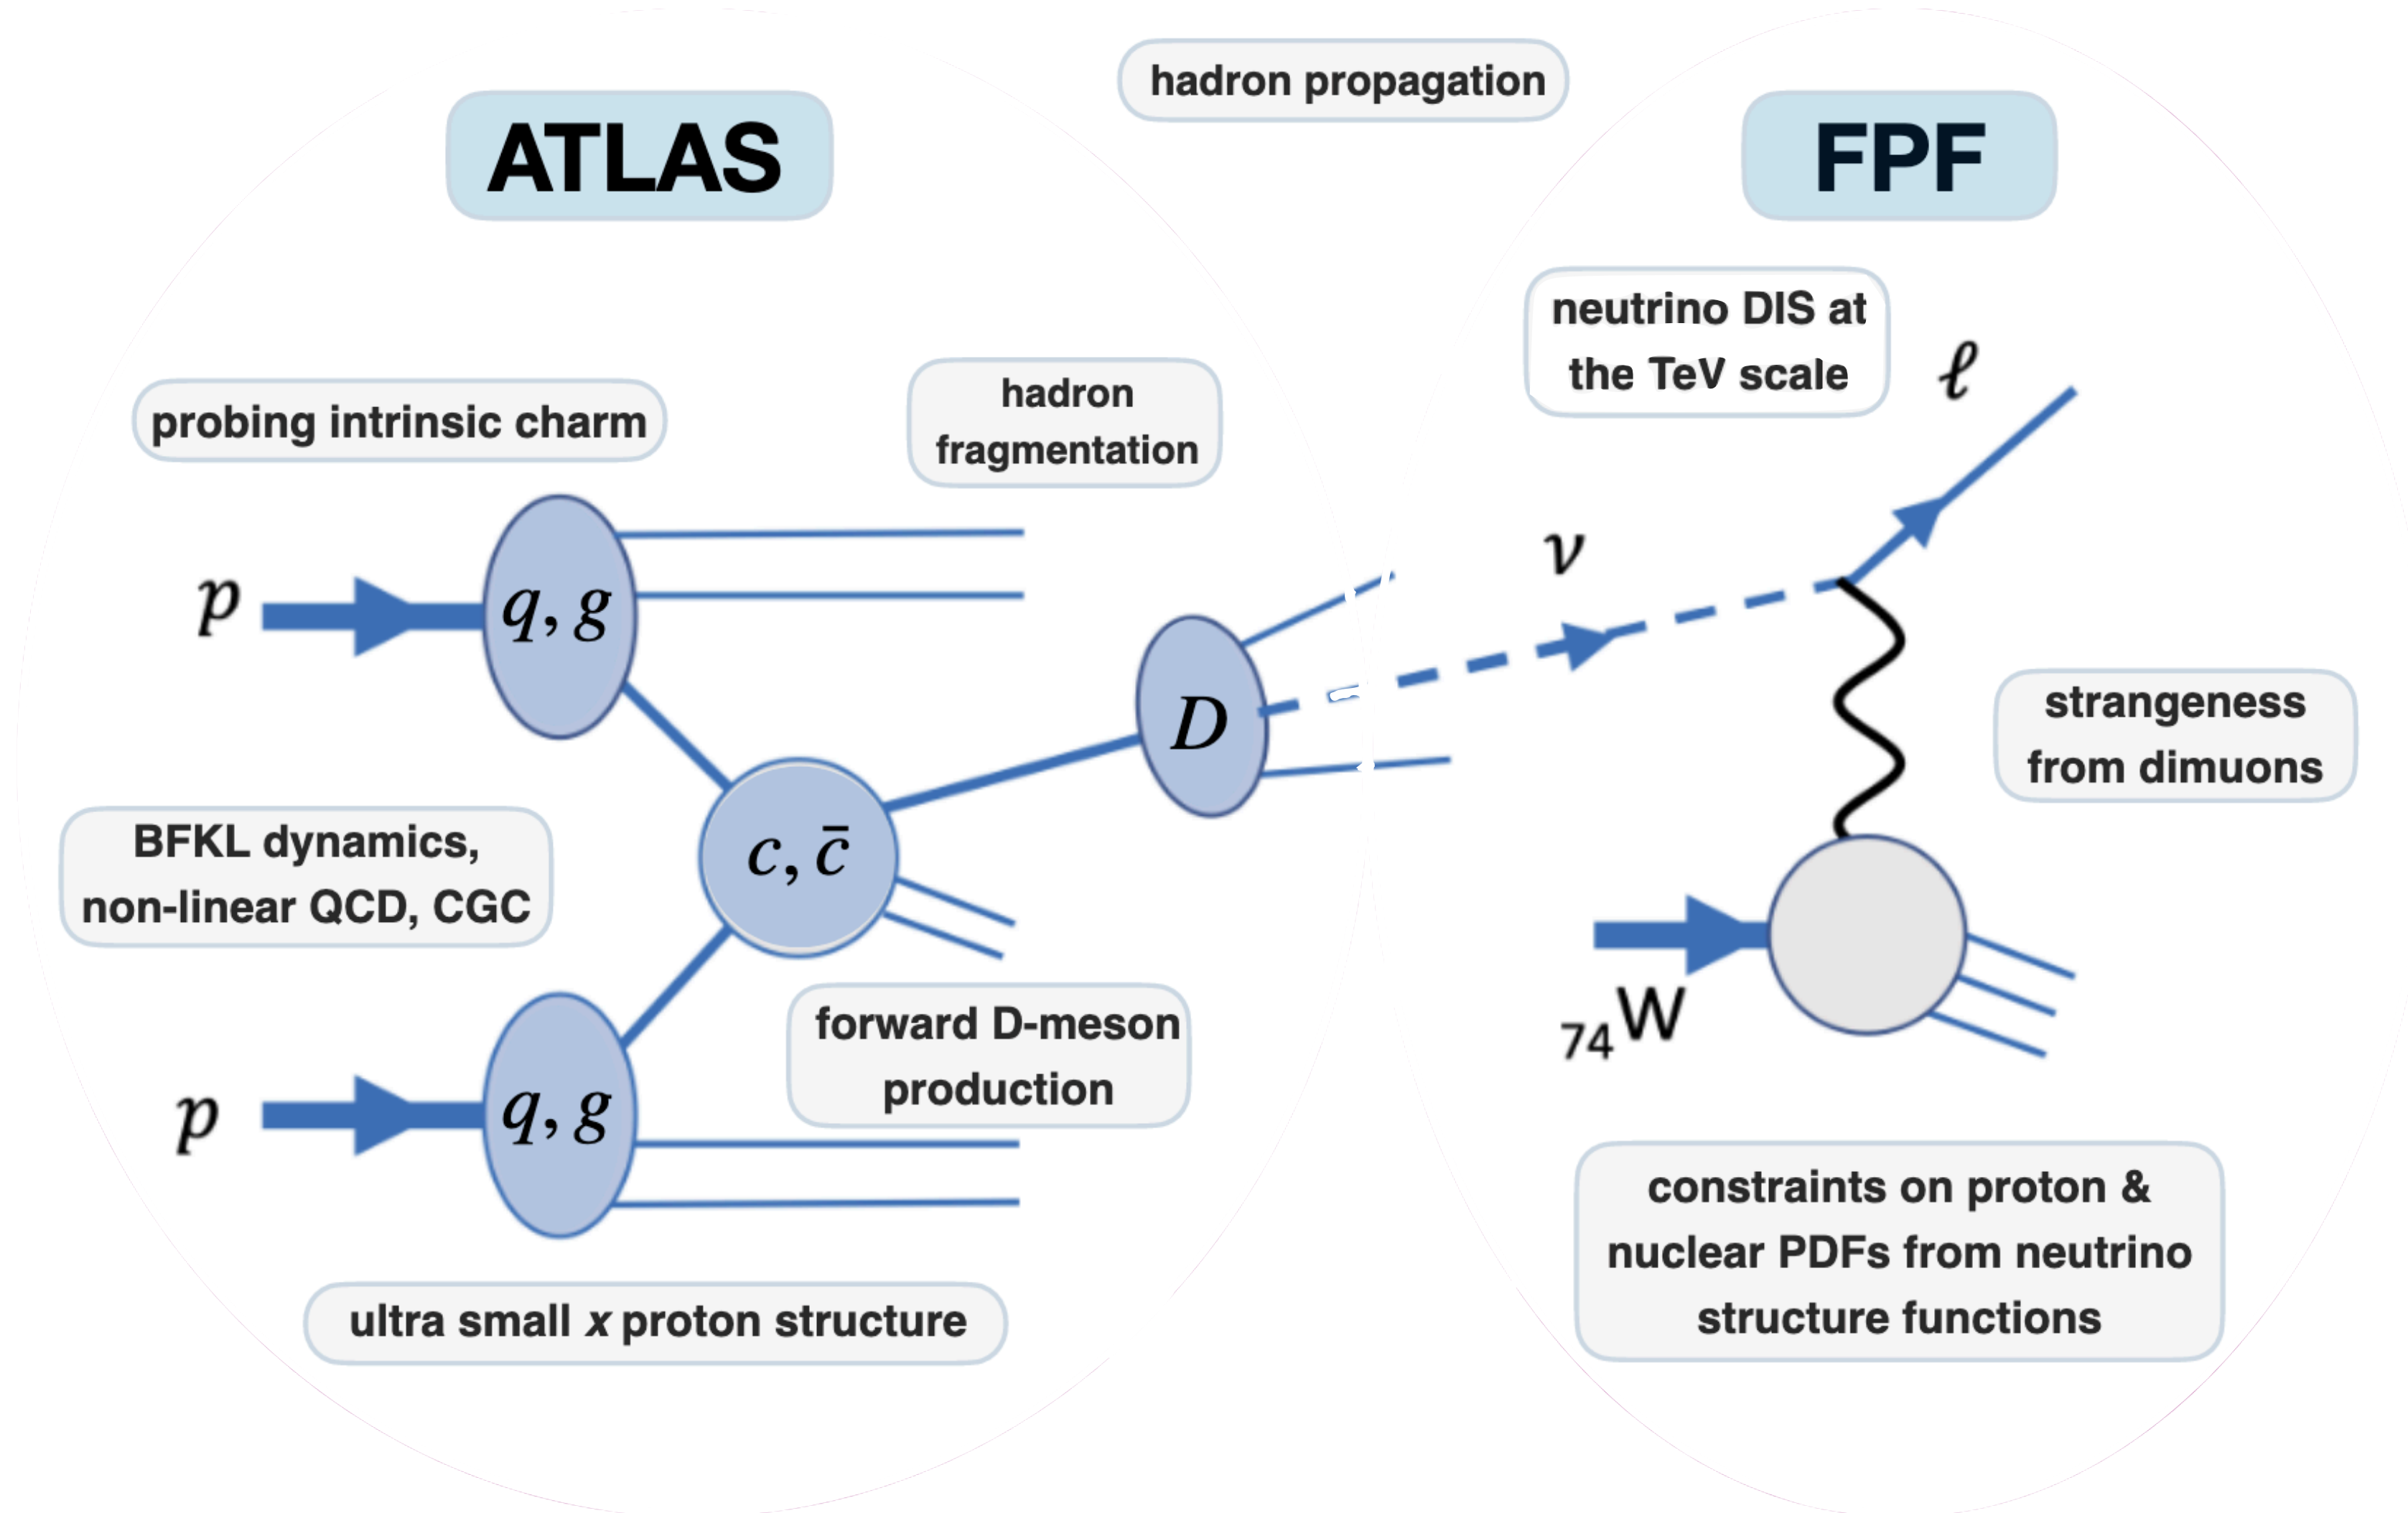 ATLAS
hadron propagation
FPF
neutrino DIS at
the TeV scale
ℓ
probing intrinsic charm
hadron
fragmentation
ν
p
q, g
D
strangeness
from dimuons
BFKL dynamics,
non-linear QCD, CGC
c, c̄
₇₄W
forward D-meson
production
p
q, g
ultra small x proton structure
constraints on proton &
nuclear PDFs from neutrino
structure functions